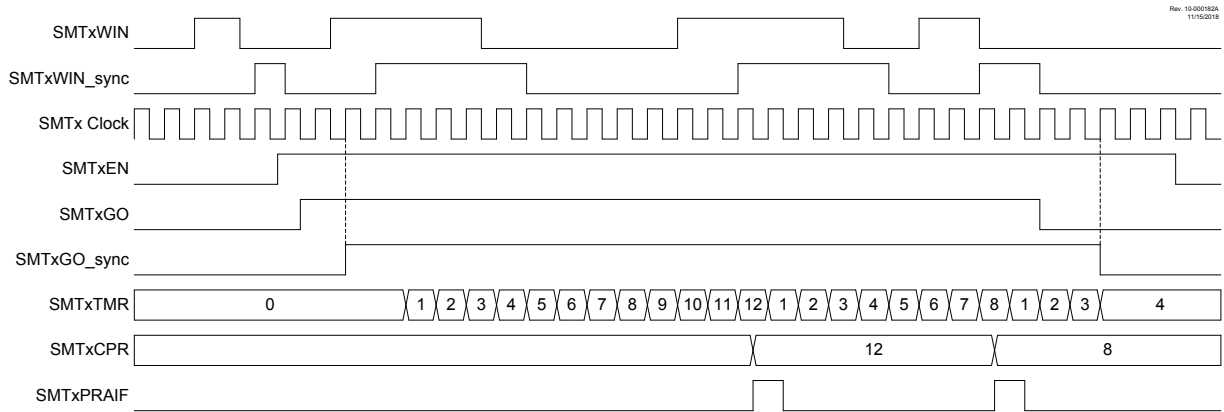 Rev. 10-000182A
11/15/2018
SMTxWIN
SMTxWIN_sync
SMTx Clock
SMTxEN
SMTxGO
SMTxGO_sync
SMTxTMR 0 1 2 3 4 5 6 7 8 9 10 11 12 1 2 3 4 5 6 7 8 1 2 3 4
SMTxCPR 12 8
SMTxPRAIF